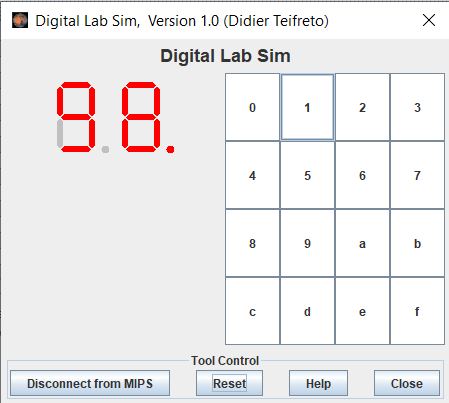 Digital Lab Sim, Version 1.0 (Didier Teifreto)
Digital Lab Sim
98.
0 1 2 3
4 5 6 7
8 9 a b
c d e f
Tool Control
Disconnect from MIPS Reset Help Close